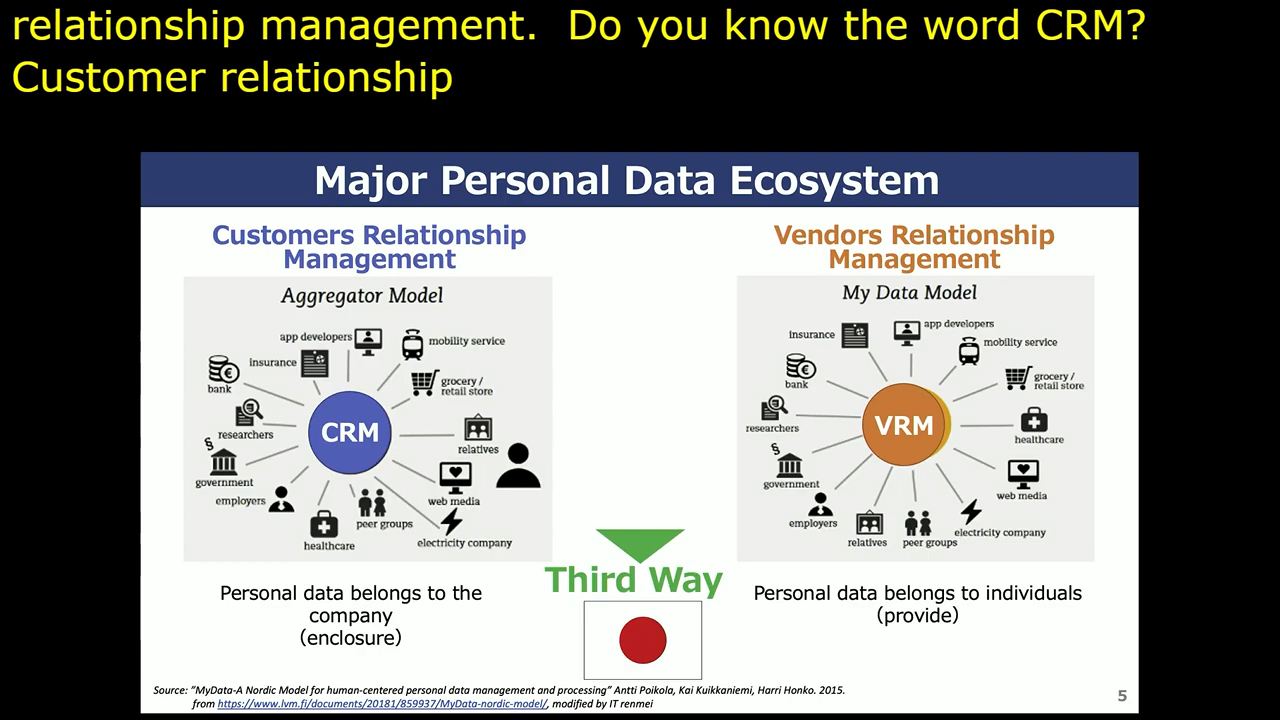 relationship management.  Do you know the word CRM?
Customer relationship
Major Personal Data Ecosystem
Customers Relationship
Management
Aggregator Model
app developers
mobility service
insurance
bank
grocery /
retail store
researchers
CRM
relatives
§
government
employers
web media
peer groups
healthcare
electricity company
Personal data belongs to the
company
(enclosure)
Vendors Relationship
Management
My Data Model
insurance
app developers
mobility service
bank
grocery /
retail store
researchers
VRM
healthcare
§
government
web media
employers
relatives
peer groups
electricity company
Personal data belongs to individuals
(provide)
Third Way
Source: "MyData-A Nordic Model for human-centered personal data management and processing" Antti Poikola, Kai Kuikkaniemi, Harri Honko. 2015.
from https://www.lvm.fi/documents/20181/859937/MyData-nordic-model/, modified by IT renmei
5